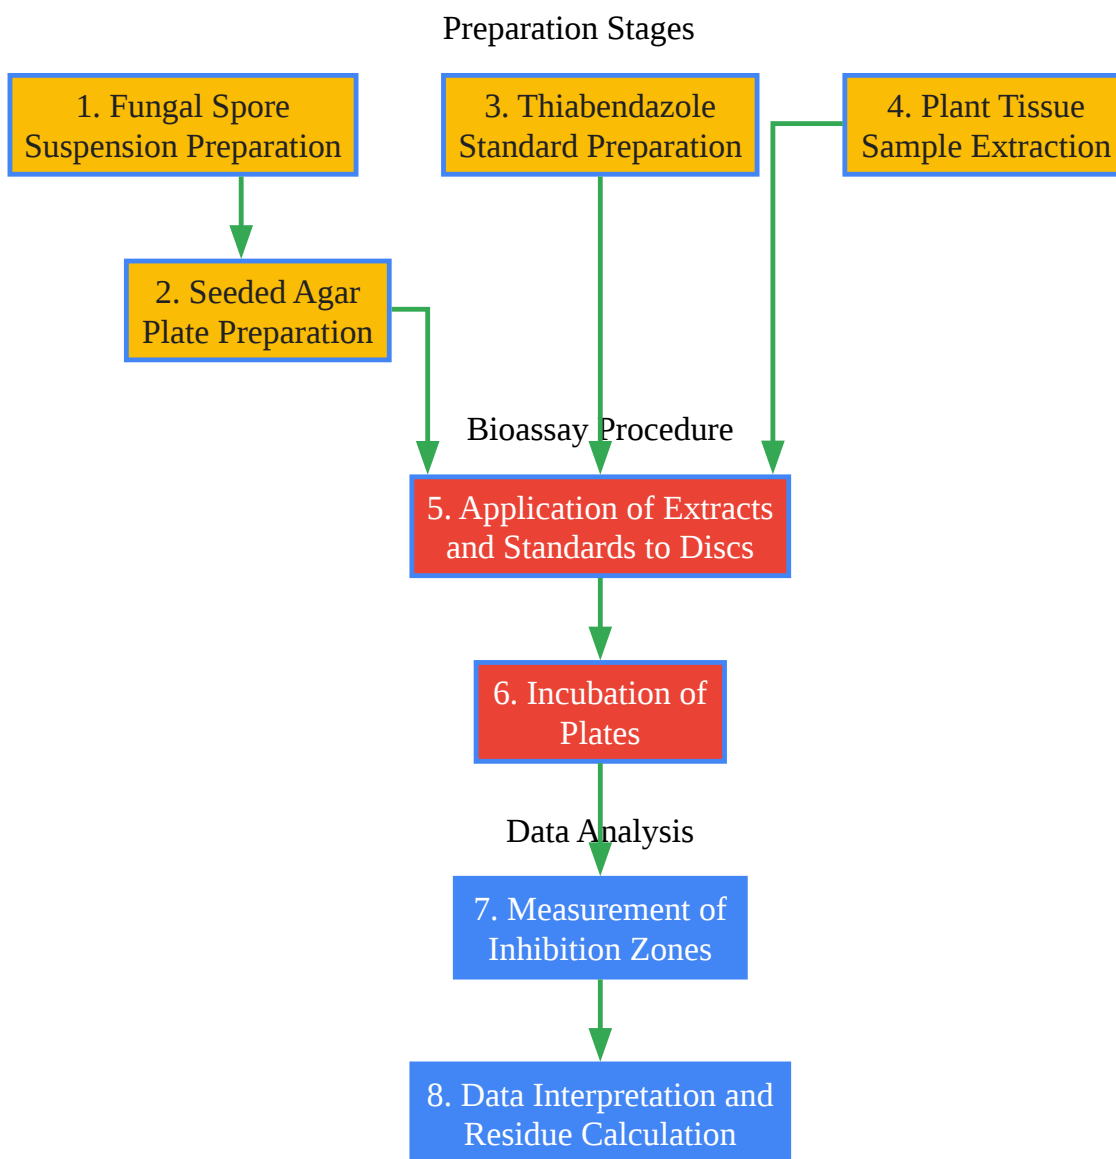 Preparation Stages
1. Fungal Spore
Suspension Preparation
3. Thiabendazole
Standard Preparation
4. Plant Tissue
Sample Extraction
2. Seeded Agar
Plate Preparation
Bioassay Procedure
5. Application of Extracts
and Standards to Discs
6. Incubation of
Plates
Data Analysis
7. Measurement of
Inhibition Zones
8. Data Interpretation and
Residue Calculation